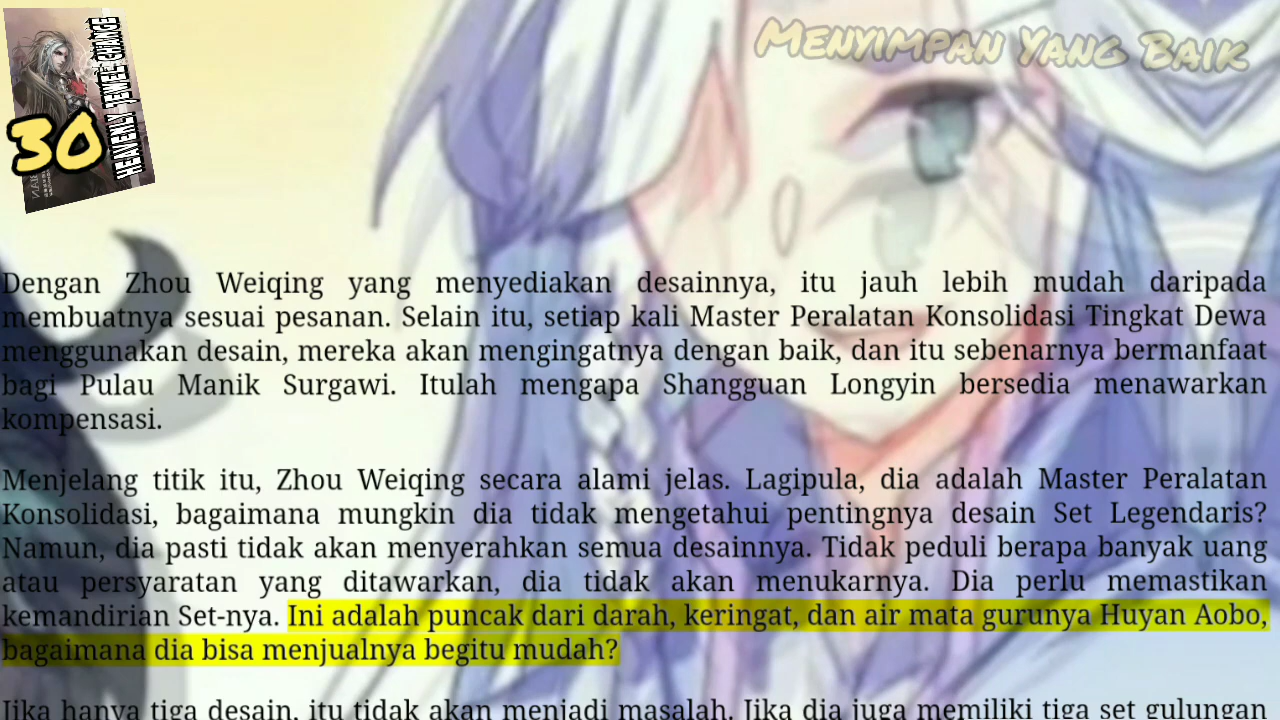 HEAVENLY JEWEL CHANGE
30
Menyimpan Yang Baik
Dengan Zhou Weiqing yang menyediakan desainnya, itu jauh lebih mudah daripada
membuatnya sesuai pesanan. Selain itu, setiap kali Master Peralatan Konsolidasi Tingkat Dewa
menggunakan desain, mereka akan mengingatnya dengan baik, dan itu sebenarnya bermanfaat
bagi Pulau Manik Surgawi. Itulah mengapa Shangguan Longyin bersedia menawarkan
kompensasi.
Menjelang titik itu, Zhou Weiqing secara alami jelas. Lagipula, dia adalah Master Peralatan
Konsolidasi, bagaimana mungkin dia tidak mengetahui pentingnya desain Set Legendaris?
Namun, dia pasti tidak akan menyerahkan semua desainnya. Tidak peduli berapa banyak uang
atau persyaratan yang ditawarkan, dia tidak akan menukarnya. Dia perlu memastikan
kemandirian Set-nya. Ini adalah puncak dari darah, keringat, dan air mata gurunya Huyan Aobo,
bagaimana dia bisa menjualnya begitu mudah?
Jika hanya tiga desain, itu tidak akan menjadi masalah. Jika dia juga memiliki tiga set gulungan